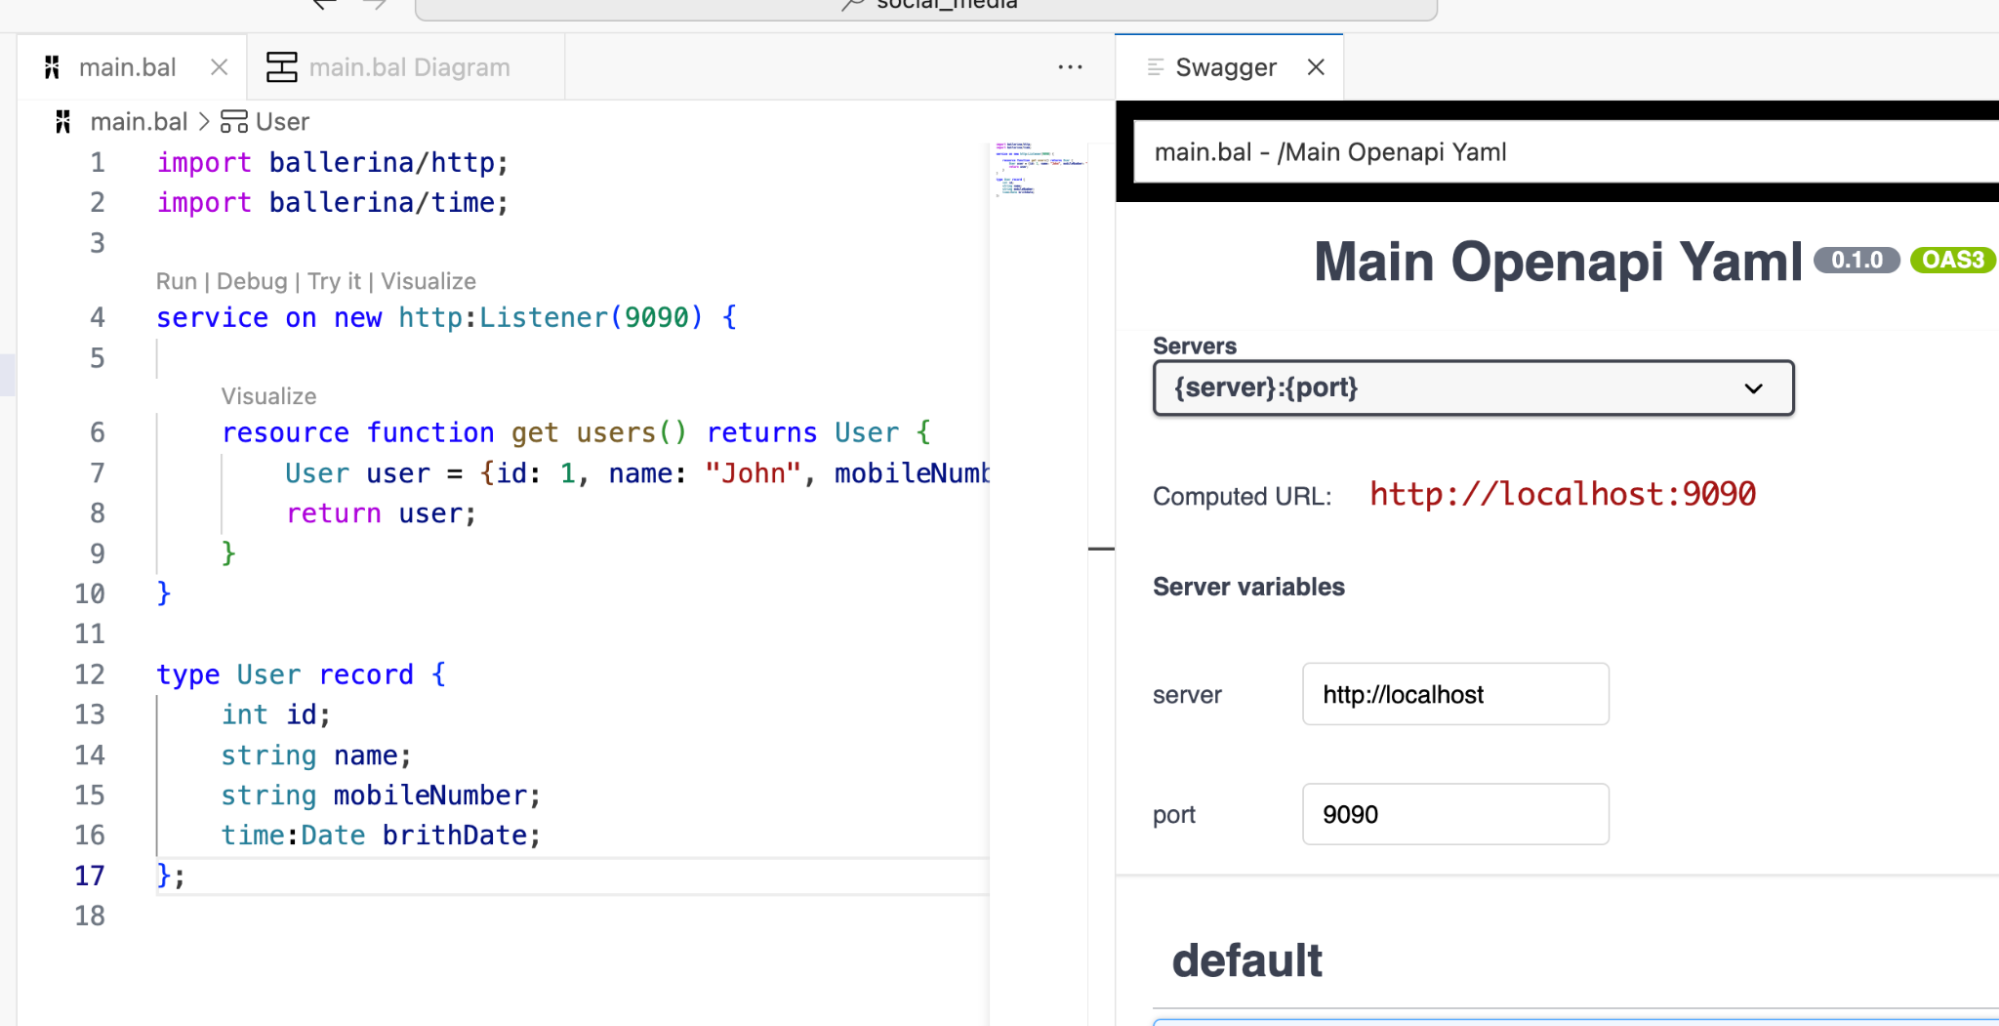 social_media
main.bal
main.bal Diagram
...
Swagger
main.bal > User
main.bal - /Main Openapi Yaml
1 import ballerina/http;
2 import ballerina/time;
3
Run | Debug | Try it | Visualize
4 service on new http:Listener(9090) {
5
Visualize
6 resource function get users() returns User {
7 User user = {id: 1, name: "John", mobileNumb
8 return user;
9 }
10 }
11
12 type User record {
13 int id;
14 string name;
15 string mobileNumber;
16 time:Date brithDate;
17 };
18
Main Openapi Yaml 0.1.0 OAS3
Servers
{server}:{port}
Computed URL: http://localhost:9090
Server variables
server http://localhost
port 9090
default